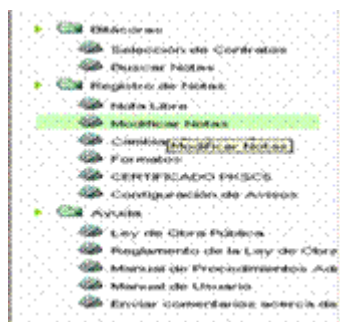 Bitácoras
Selección de Contratos
Buscar Notas
Registro de Notas
Nota Libre
Modificar Notas
Modificar Notas
Formatos
CERTIFICADO PKSCS
Configuración de Avisos
Ayuda
Ley de Obra Pública
Reglamento de la Ley de Obra
Manual de Procedimientos Ad
Manual de Usuario
Enviar comentarios acerca de